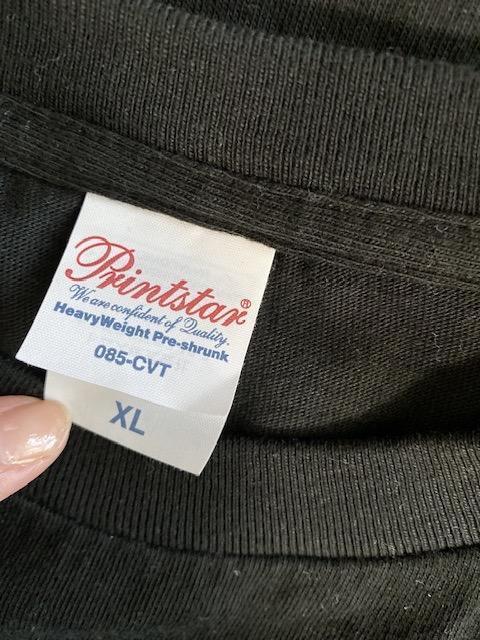 Printstar®
We are confident of Quality.
HeavyWeight Pre-shrunk
085-CVT
XL